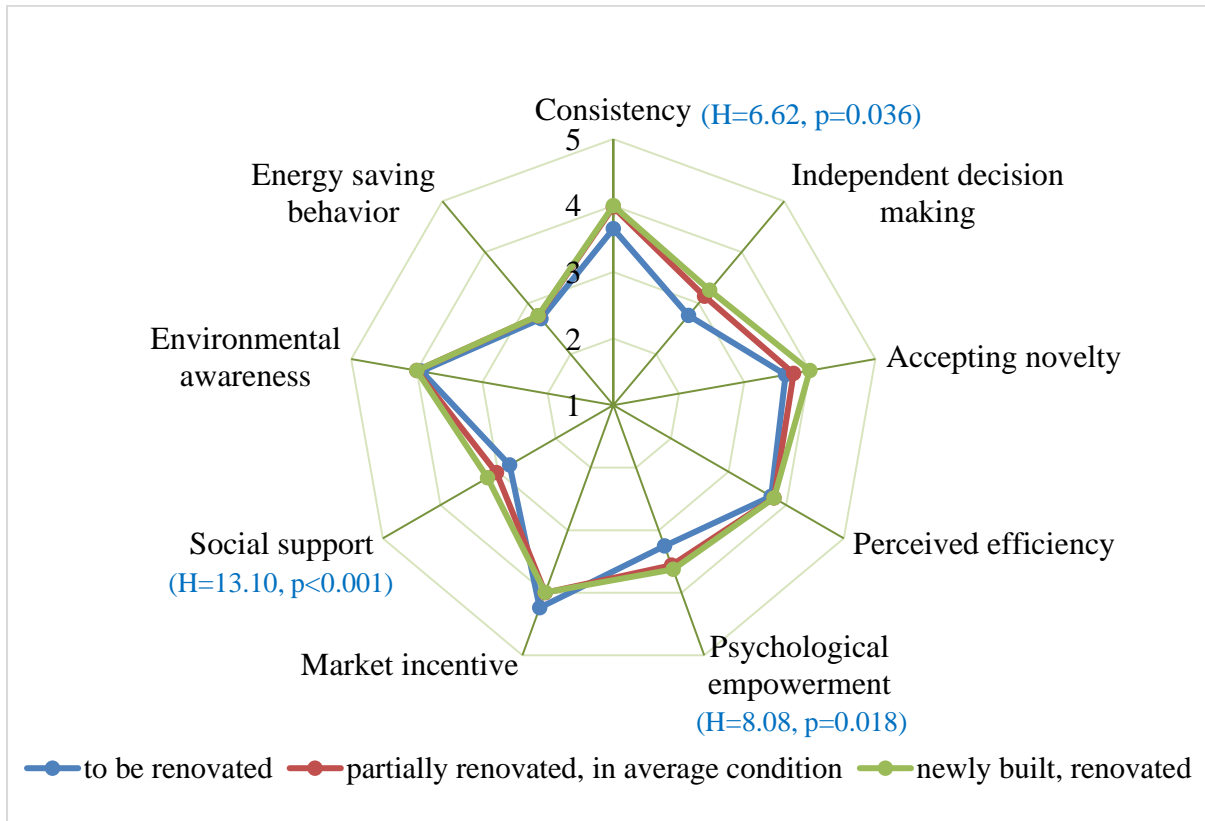 Consistency (H=6.62, p=0.036)
5
4
3
2
1
Independent decision
making
Accepting novelty
Perceived efficiency
Psychological
empowerment
(H=8.08, p=0.018)
Market incentive
Social support
(H=13.10, p<0.001)
Environmental
awareness
Energy saving
behavior
to be renovated partially renovated, in average condition newly built, renovated